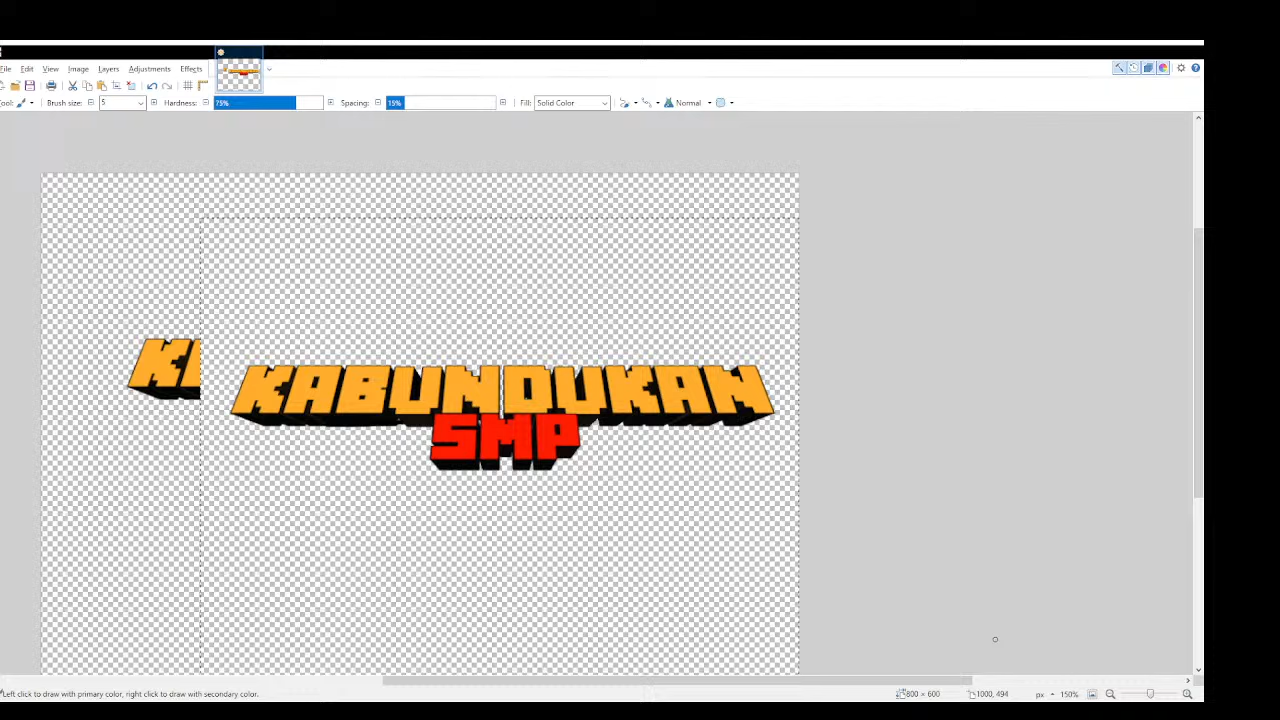 File Edit View Image Layers Adjustments Effects
Tool: Brush size: 5 Hardness: 75% Spacing: 15% Fill: Solid Color Normal
KABUNDUKAN
SMP
Left click to draw with primary color, right click to draw with secondary color. 800 × 600 1000, 494 px 150%